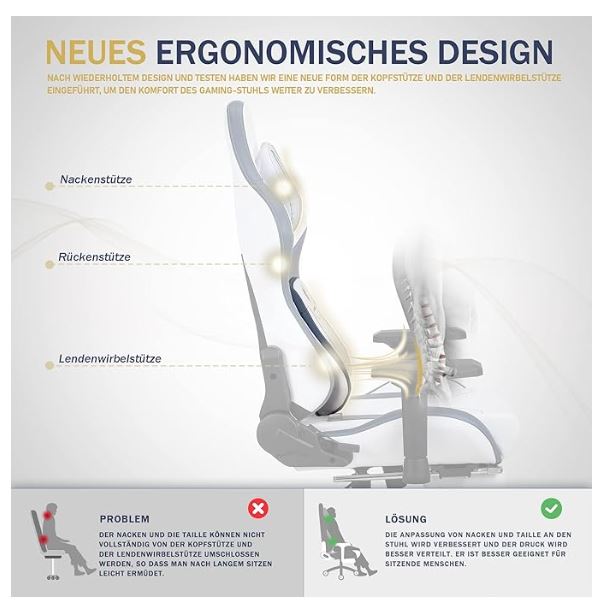 NEUES ERGONOMISCHES DESIGN
NACH WIEDERHOLTEM DESIGN UND TESTEN HABEN WIR EINE NEUE FORM DER KOPFSTÜTZE UND DER LENDENWIRBELSTÜTZE
EINGEFÜHRT, UM DEN KOMFORT DES GAMING-STUHLS WEITER ZU VERBESSERN.
Nackenstütze
Rückenstütze
Lendenwirbelstütze
PROBLEM
DER NACKEN UND DIE TAILLE KÖNNEN NICHT
VOLLSTÄNDIG VON DER KOPFSTÜTZE UND
DER LENDENWIRBELSTÜTZE UMSCHLOSSEN
WERDEN, SO DASS MAN NACH LANGEM SITZEN
LEICHT ERMÜDET.
LÖSUNG
DIE ANPASSUNG VON NACKEN UND TAILLE AN DEN
STUHL WIRD VERBESSERT UND DER DRUCK WIRD
BESSER VERTEILT. ER IST BESSER GEEIGNET FÜR
SITZENDE MENSCHEN.